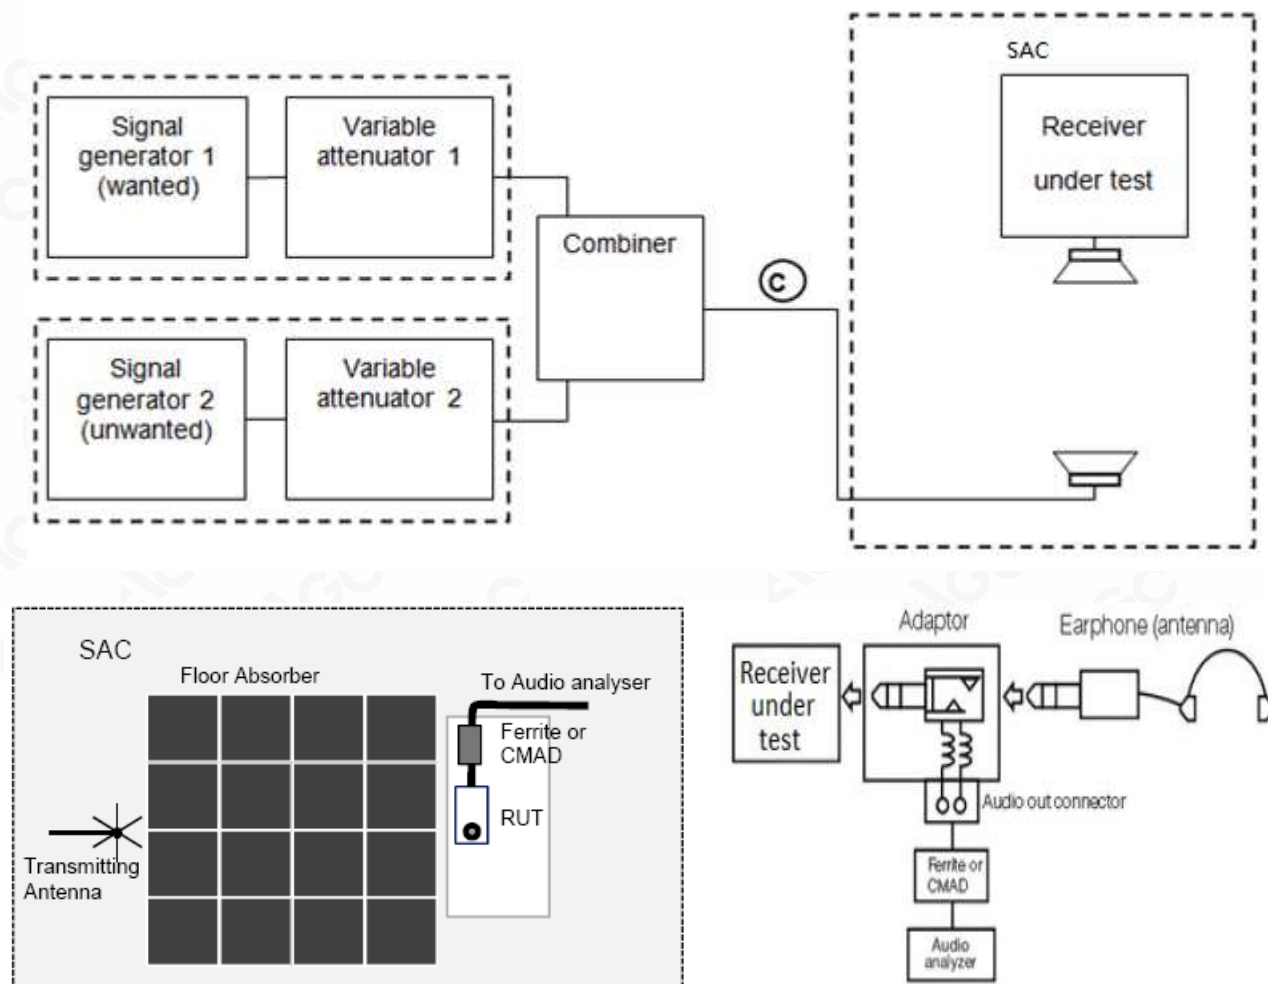 SAC
Signal
generator 1
(wanted)
Variable
attenuator 1
Receiver
under test
Combiner
C
Signal
generator 2
(unwanted)
Variable
attenuator 2
SAC
Floor Absorber
To Audio analyser
Ferrite or
CMAD
RUT
Transmitting
Antenna
Adaptor
Earphone (antenna)
Receiver
under
test
Audio out connector
Ferrite or
CMAD
Audio
analyzer